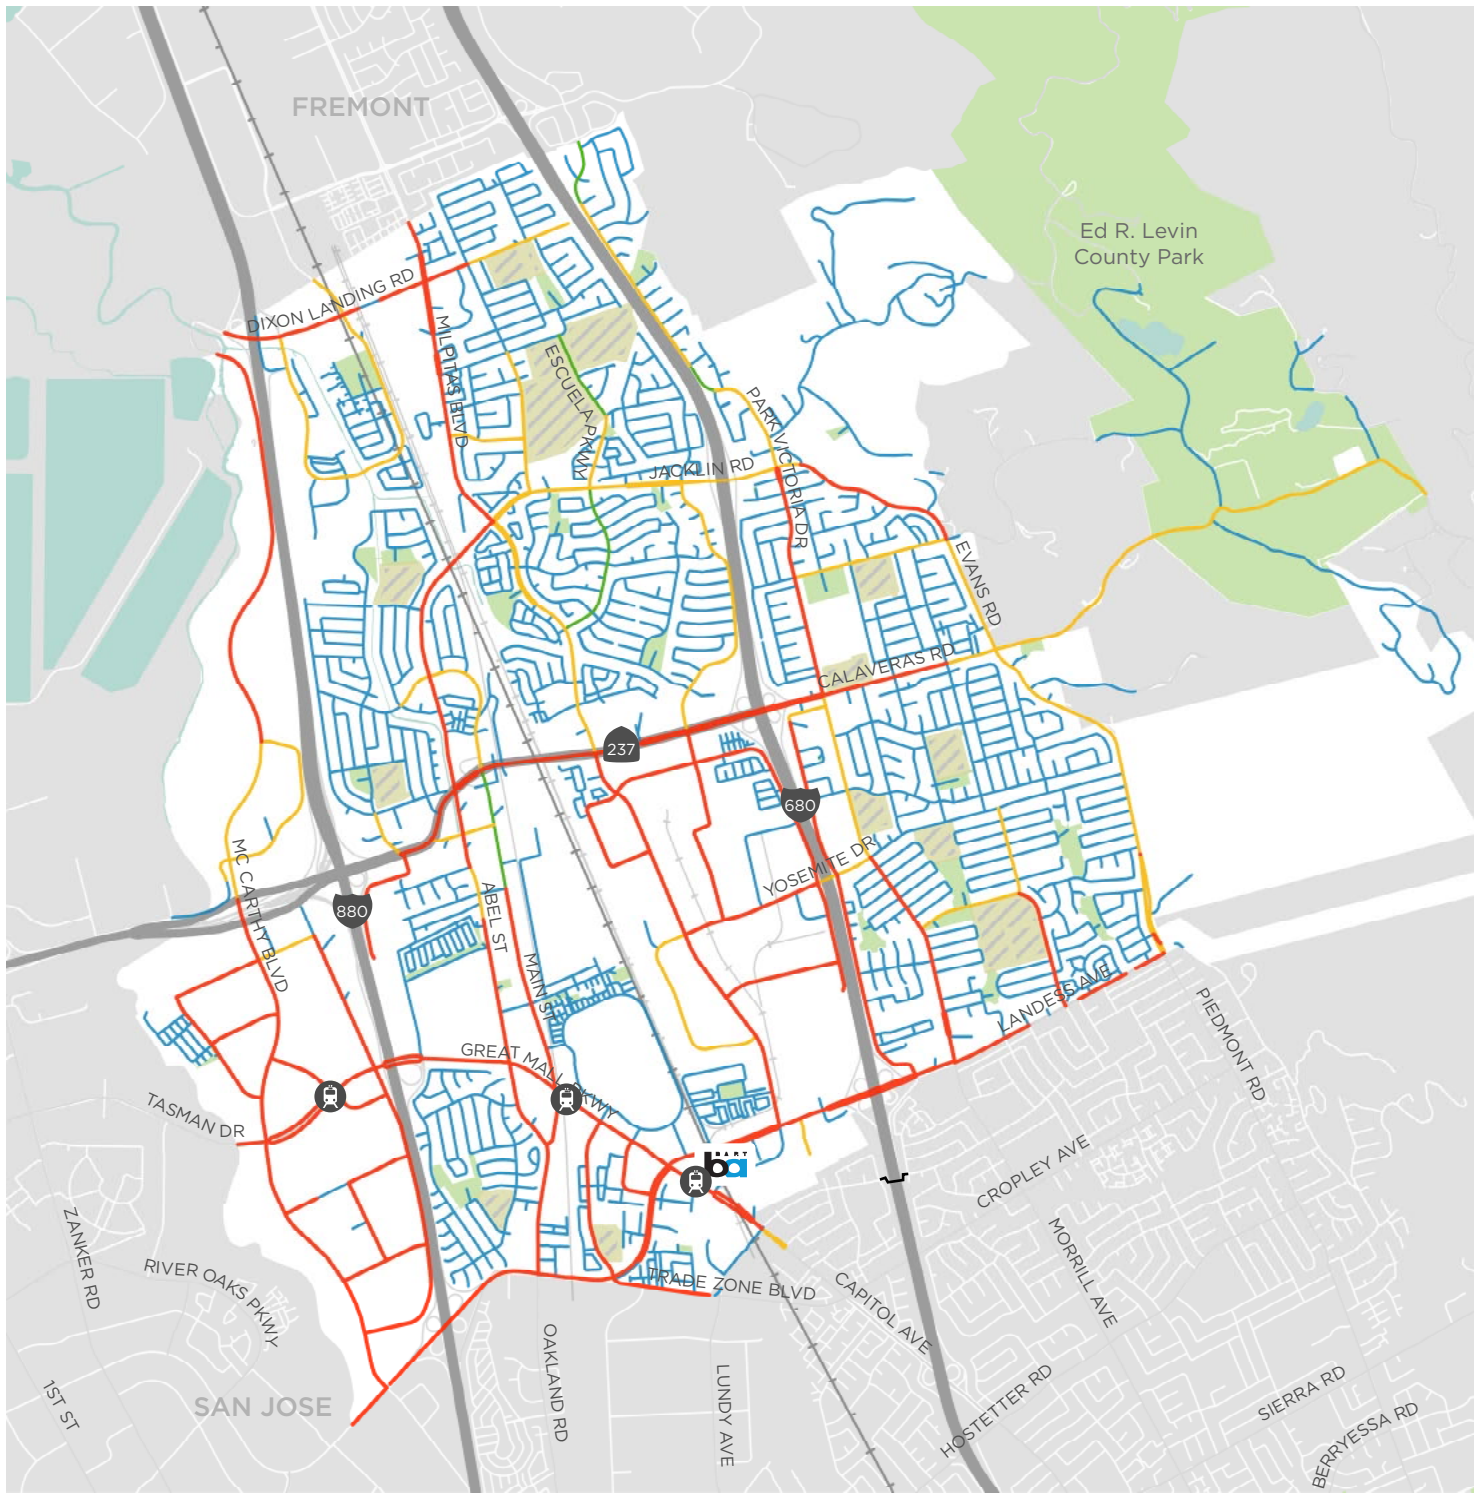 FREMONT
Ed R. Levin
County Park
DIXON LANDING RD
MILPITAS BLVD
ESCUELA PKWY
PARK VICTORIA DR
JACKLIN RD
EVANS RD
CALAVERAS RD
237
680
YOSEMITE DR
MC CARTHY BLVD
880
ABEL ST
MAIN ST
LANDESS AVE
PIEDMONT RD
GREAT MALL PKWY
TASMAN DR
BART
ba
CROPLEY AVE
ZANKER RD
MORRILL AVE
RIVER OAKS PKWY
TRADE ZONE BLVD
CAPITOL AVE
OAKLAND RD
LUNDY AVE
HOSTETTER RD
SIERRA RD
1ST ST
SAN JOSE
BERRYESSA RD